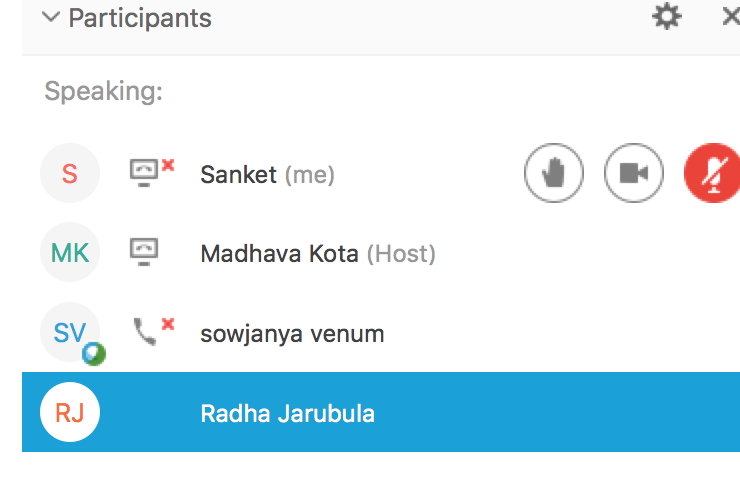 Participants
Speaking:
S Sanket (me)
MK Madhava Kota (Host)
SV sowjanya venum
RJ Radha Jarubula